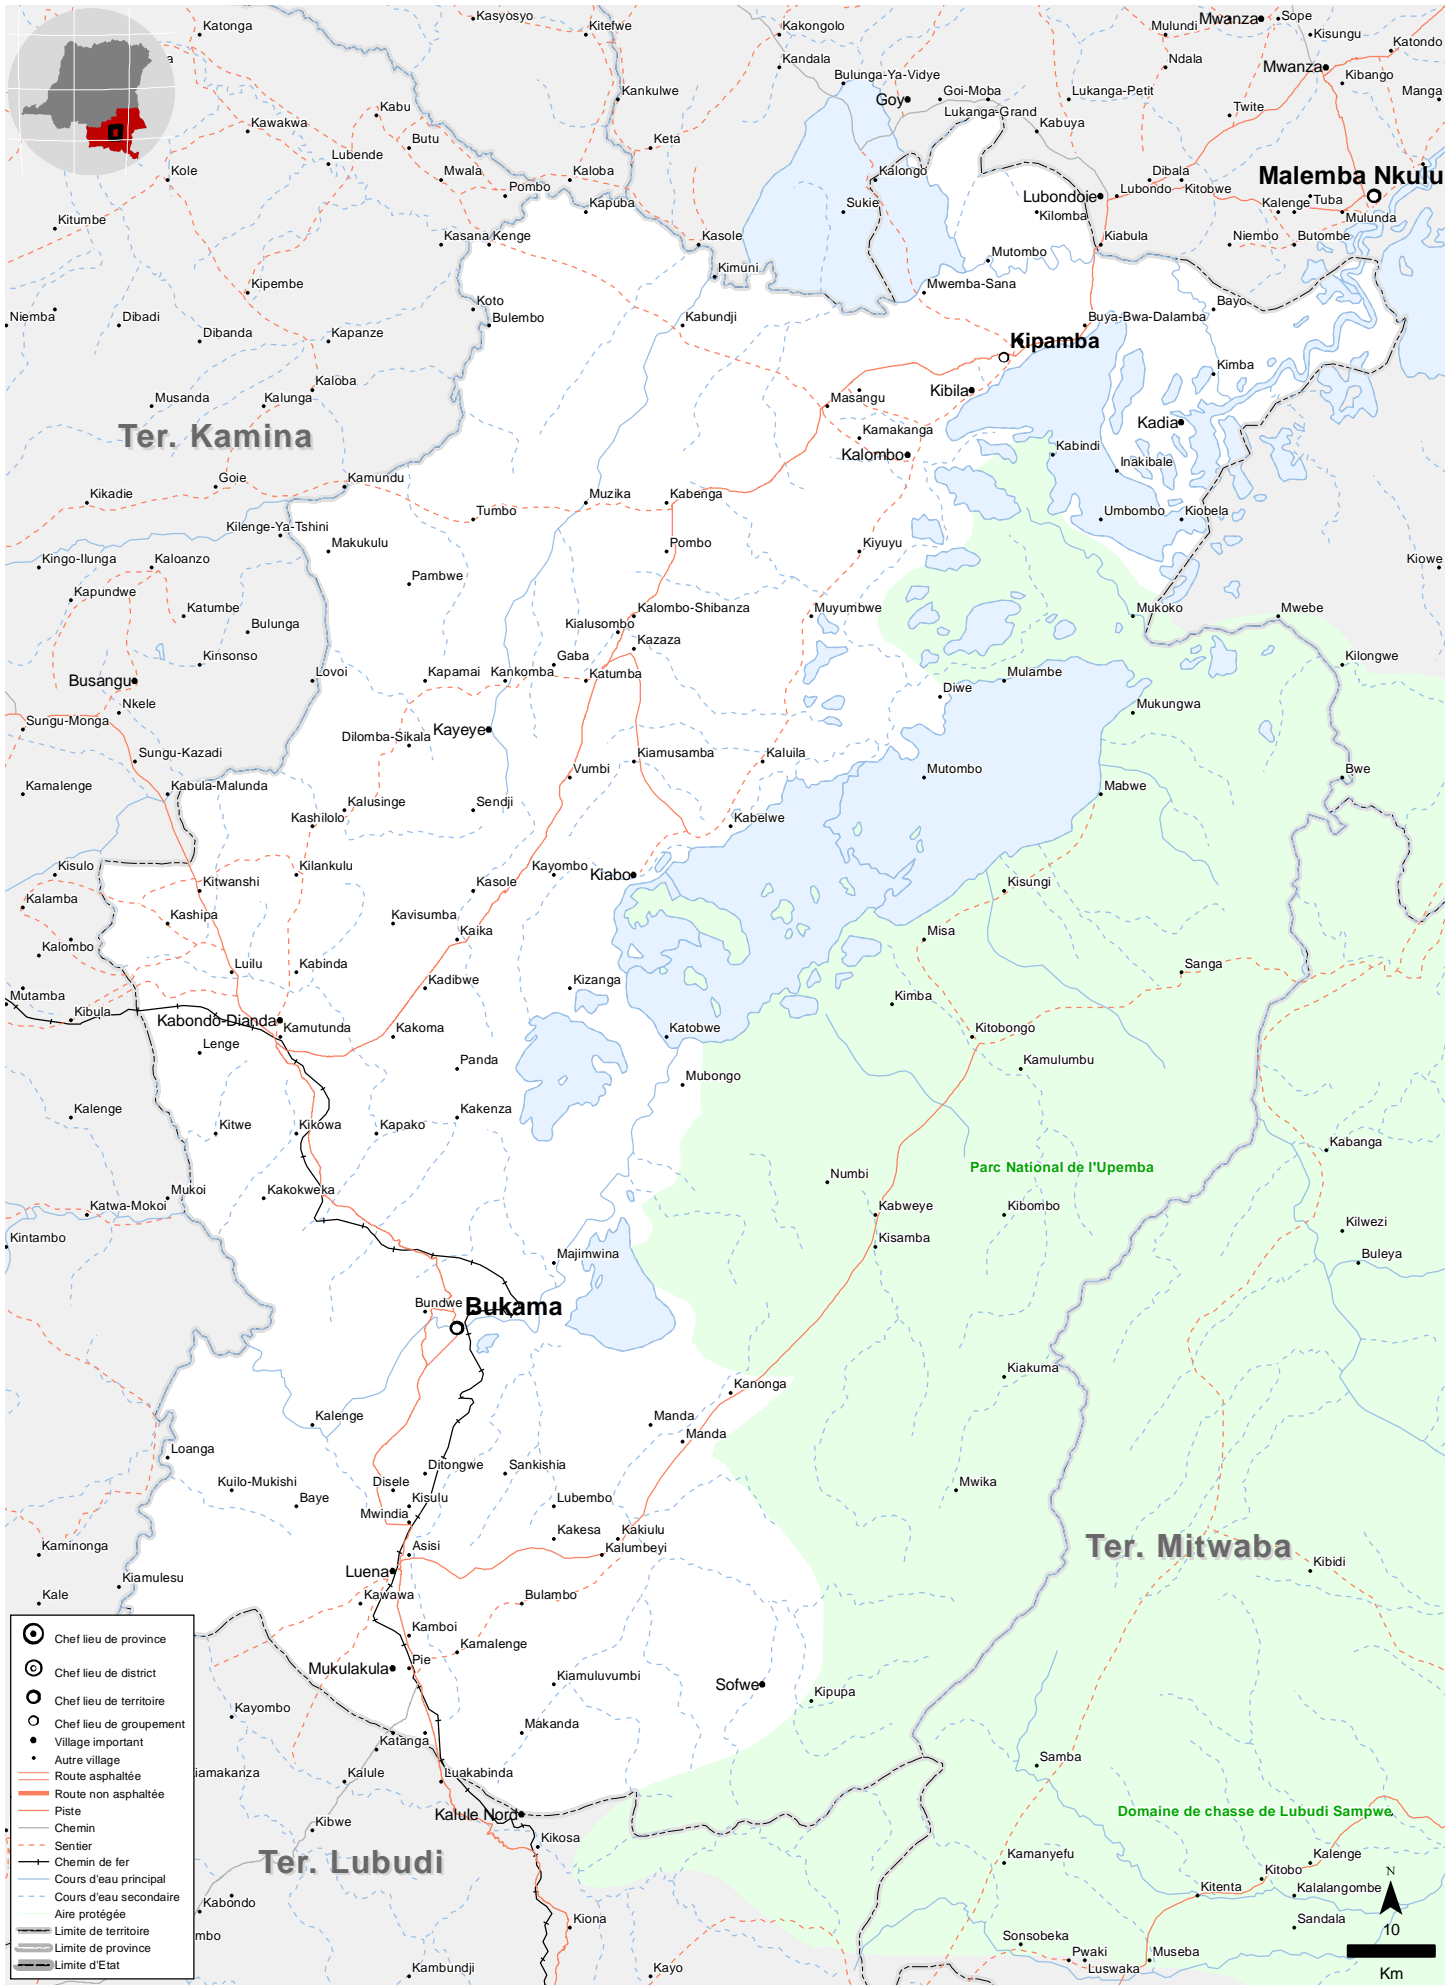 Katonga
Kasyosyo
Kitefwe
Kakongolo
Mulundi
Mwanza
Sope
Kisungu
Katondo
a
Kandala
Ndala
Mwanza
Bulunga-Ya-Vidye
Kibango
Kankulwe
Goy
Goi-Moba
Lukanga-Petit
Manga
Kabu
Lukanga-Grand
Twite
Kawakwa
Butu
Keta
Kabuya
Lubende
Kole
Mwala
Kaloba
Kalongo
Dibala
Malemba Nkulu
Pombo
Lubondoie
Lubondo
Kitobwe
Kapuba
Sukie
Kilomba
Kalenge
Tuba
Mulunda
Kitumbe
Kasana
Kenge
Kasole
Kiabula
Niembo
Butombe
Mutombo
Kimuni
Kipembe
Mwemba-Sana
Koto
Bayo
Niemba
Dibadi
Bulembo
Kabundji
Buya-Bwa-Dalamba
Dibanda
Kapanze
Kipamba
Kimba
Kaloba
Kibila
Musanda
Kalunga
Masangu
Kadia
Ter. Kamina
Kamakanga
Kalombo
Kabindi
Inakibale
Goie
Kamundu
Kikadie
Muzika
Kabenga
Tumbo
Umbombo
Kiobela
Kilenge-Ya-Tshini
Makukulu
Pombo
Kiyuyu
Kingo-Ilunga
Kaloanzo
Kiowe
Pambwe
Kapundwe
Katumbe
Kalombo-Shibanza
Muyumbwe
Mukoko
Mwebe
Bulunga
Kialusombo
Kazaza
Kinsonso
Gaba
Kilongwe
Busangu
Lovoi
Kapamai
Kankomba
Katumba
Mulambe
Diwe
Nkele
Mukungwa
Sungu-Monga
Kayeye
Dilomba-Sikala
Sungu-Kazadi
Kiamusamba
Kaluila
Vumbi
Mutombo
Bwe
Kamalenge
Kabula-Malunda
Mabwe
Kalusinge
Sendji
Kashilolo
Kabelwe
Kisulo
Kilankulu
Kayombo
Kiabo
Kitwanshi
Kasole
Kisungi
Kalamba
Kashipa
Kavisumba
Kaika
Misa
Kalombo
Luilu
Kabinda
Sanga
Kadibwe
Kizanga
Mutamba
Kimba
Kibula
Kabondo-Dianda
Kamutunda
Kakoma
Katobwe
Kitobongo
Lenge
Panda
Kamulumbu
Mubongo
Kalenge
Kakenza
Kitwe
Kikowa
Kapako
Kabanga
Parc National de l'Upemba
Numbi
Mukoi
Kakokweka
Katwa-Mokoi
Kabweye
Kibombo
Kilwezi
Kintambo
Kisamba
Majimwina
Buleya
Bundwe
Bukama
Kiakuma
Kanonga
Kalenge
Manda
Manda
Loanga
Ditongwe
Sankishia
Kuilo-Mukishi
Disele
Mwika
Baye
Kisulu
Lubembo
Mwindia
Kakesa
Kakiulu
Ter. Mitwaba
Kaminonga
Asisi
Kalumbeyi
Luena
Kibidi
Kiamulesu
Kale
Kawawa
Bulambo
Kamboi
Kamalenge
Mukulakula
Pie
Kiamuluvumbi
Sofwe
Kipupa
Kayombo
Makanda
Katanga
Samba
iamakanza
Kalule
Luakabinda
Kalule Nord
Domaine de chasse de Lubudi Sampwe
Kibwe
Kikosa
Ter. Lubudi
Kamanyefu
Kalenge
Kitobo
Kitenta
Kalalangombe
Kabondo
Kiona
Sandala
mbo
Sonsobeka
Pwaki
Museba
Luswaka
Kambundji
Kayo
Chef lieu de province
Chef lieu de district
Chef lieu de territoire
Chef lieu de groupement
Village important
Autre village
Route asphaltée
Route non asphaltée
Piste
Chemin
Sentier
Chemin de fer
Cours d'eau principal
Cours d'eau secondaire
Aire protégée
Limite de territoire
Limite de province
Limite d'Etat
N
10
Km